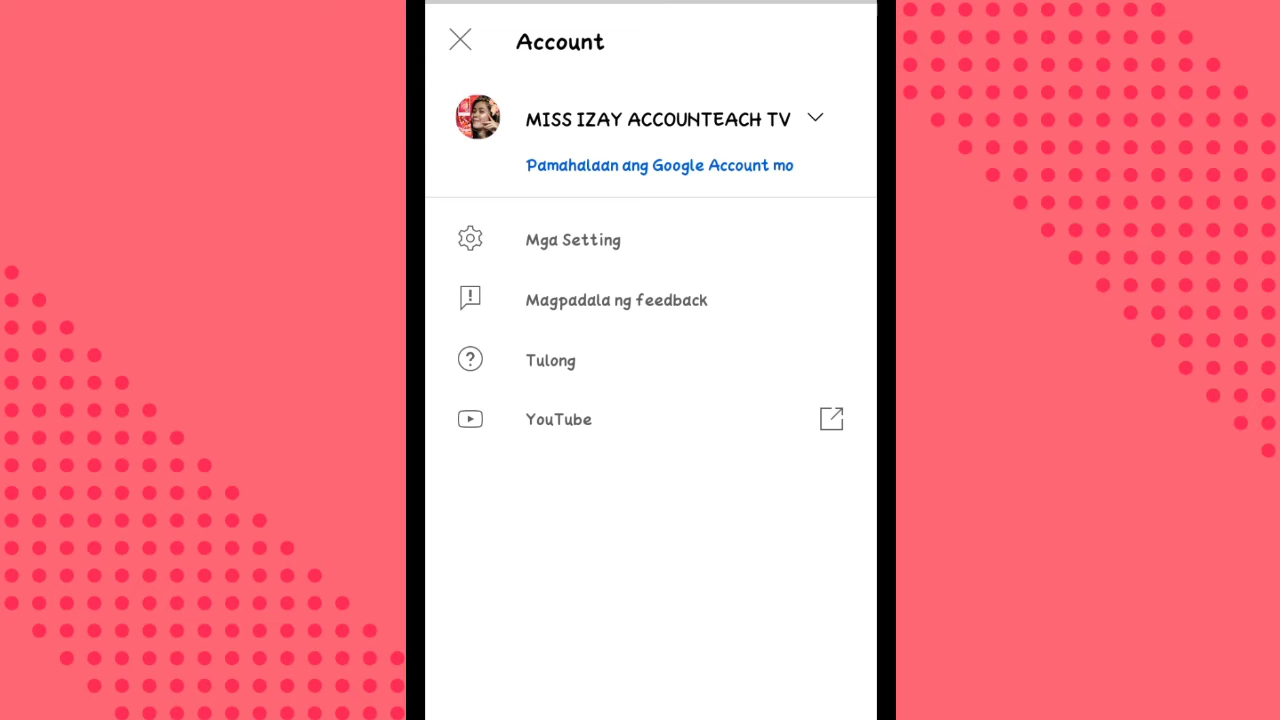 Account
MISS IZAY ACCOUNTEACH TV
Pamahalaan ang Google Account mo
Mga Setting
Magpadala ng feedback
Tulong
YouTube